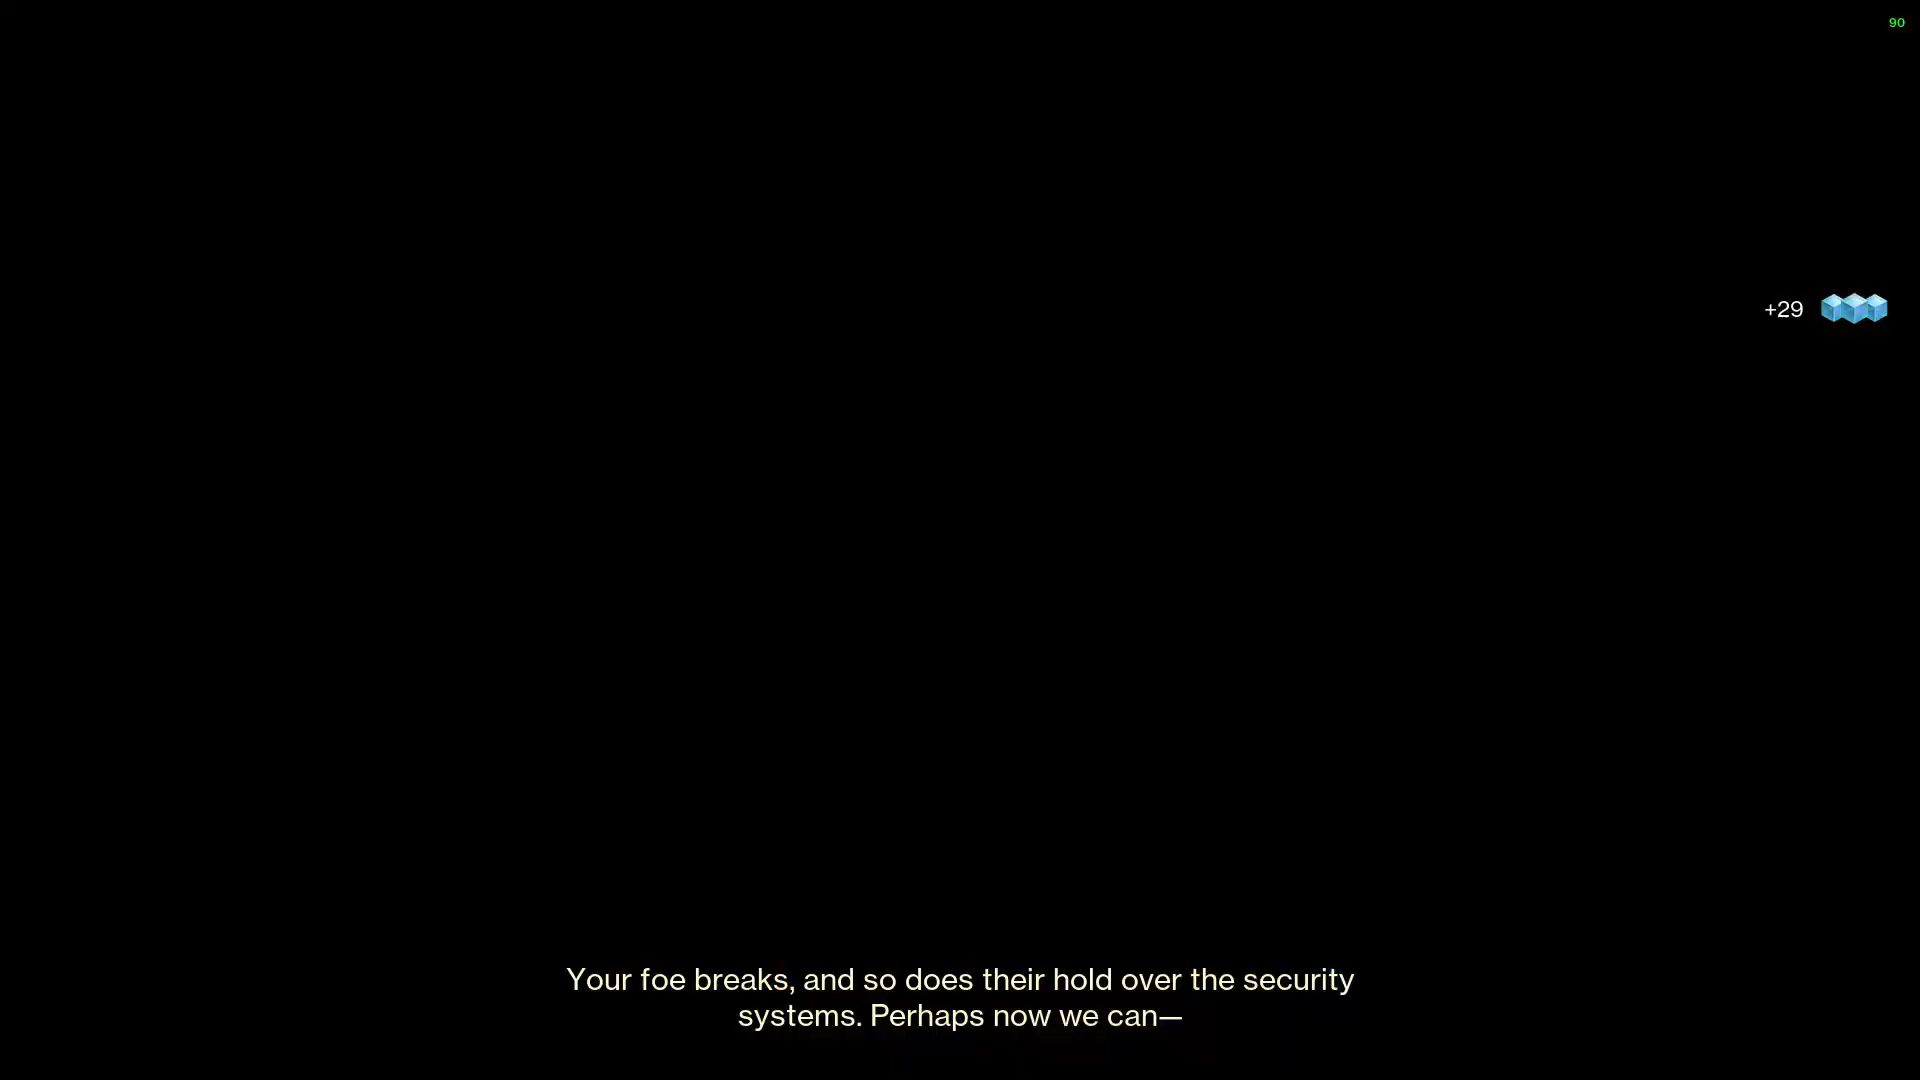 90
+29
Your foe breaks, and so does their hold over the security
systems. Perhaps now we can—